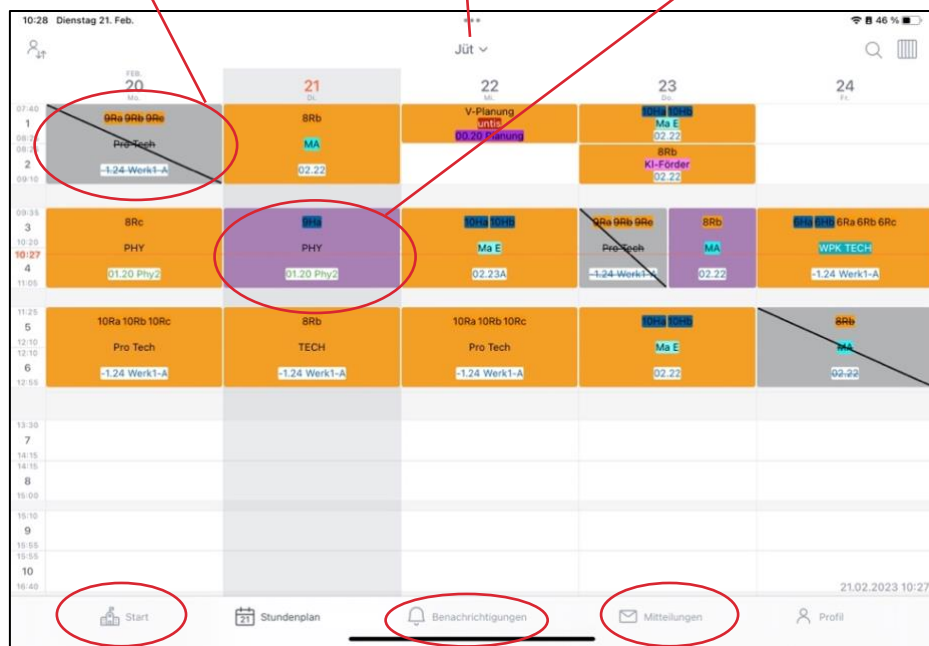 10:28 Dienstag 21. Feb.
46 %
Jüt
FEB.
20
Mo.
21
Di.
22
Mi.
23
Do.
24
Fr.
07:40
1
08:25
08:25
2
09:10
9Ra 9Rb 9Rc
Pro Tech
-1.24 Werk1-A
8Rb
MA
02.22
V-Planung
untis
00.20 Planung
10Ha 10Hb
Ma E
02.22
8Rb
KI-Förder
02.22
09:35
3
10:20
10:27
4
11:05
8Rc
PHY
01.20 Phy2
9Ha
PHY
01.20 Phy2
10Ha 10Hb
Ma E
02.23A
9Ra 9Rb 9Rc
Pro Tech
-1.24 Werk1-A
8Rb
MA
02.22
6Ha 6Hb 6Ra 6Rb 6Rc
WPK TECH
-1.24 Werk1-A
11:25
5
12:10
12:10
6
12:55
10Ra 10Rb 10Rc
Pro Tech
-1.24 Werk1-A
8Rb
TECH
-1.24 Werk1-A
10Ra 10Rb 10Rc
Pro Tech
-1.24 Werk1-A
10Ha 10Hb
Ma E
02.22
8Rb
MA
02.22
13:30
7
14:15
14:15
8
15:00
15:10
9
15:55
15:55
10
16:40
21.02.2023 10:27
Start
21
Stundenplan
Benachrichtigungen
Mitteilungen
Profil